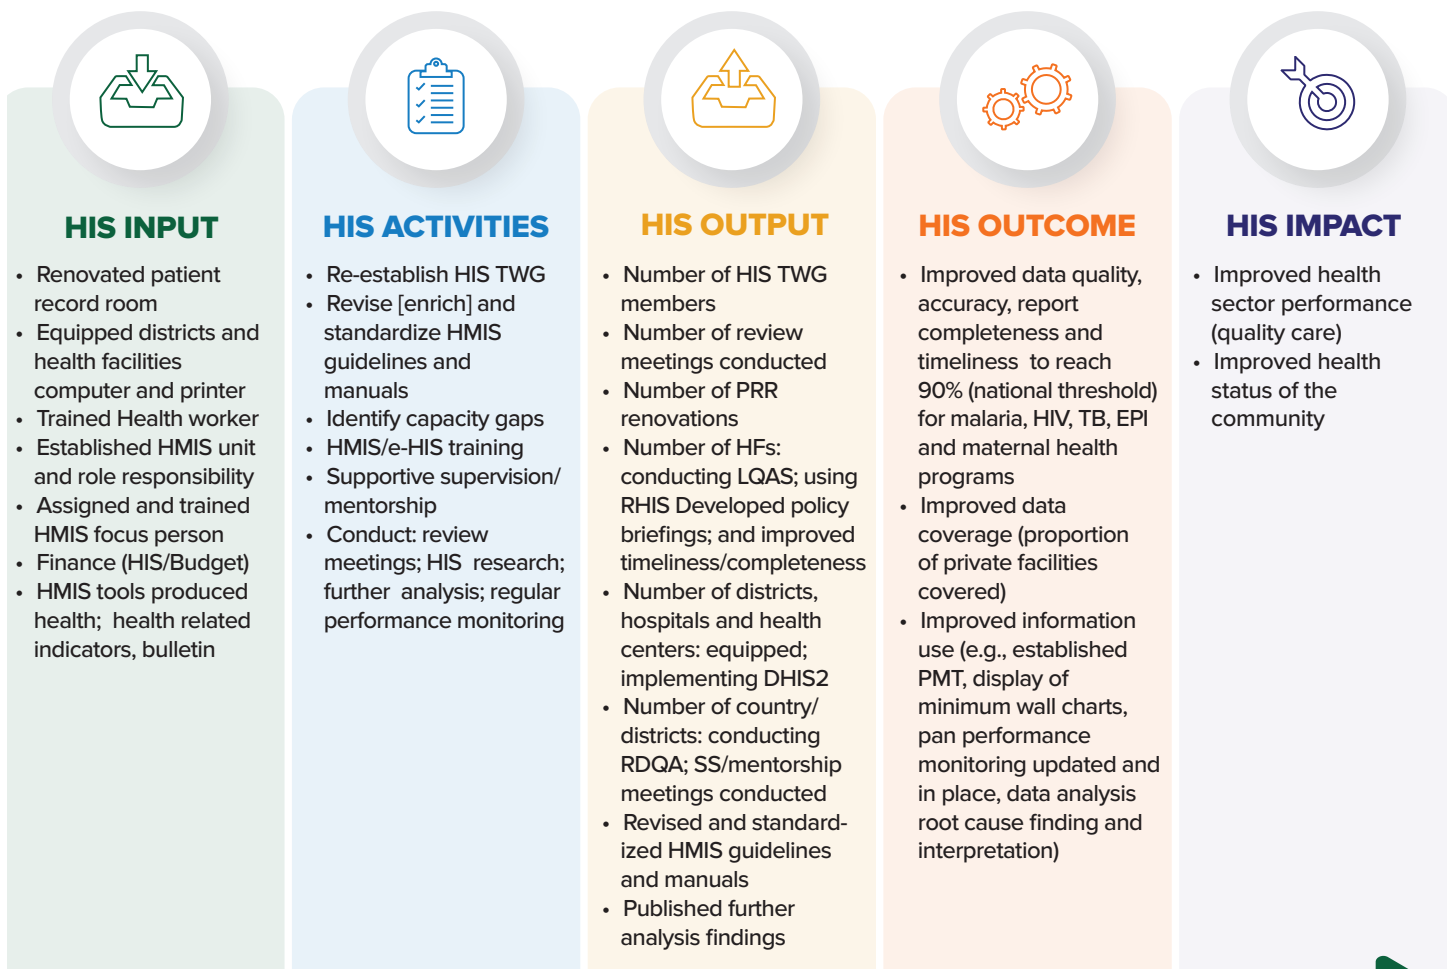 HIS INPUT
• Renovated patient
record room
• Equipped districts and
health facilities
computer and printer
• Trained Health worker
• Established HMIS unit
and role responsibility
• Assigned and trained
HMIS focus person
• Finance (HIS/Budget)
• HMIS tools produced
health; health related
indicators, bulletin
HIS ACTIVITIES
• Re-establish HIS TWG
• Revise [enrich] and
standardize HMIS
guidelines and
manuals
• Identify capacity gaps
• HMIS/e-HIS training
• Supportive supervision/
mentorship
• Conduct: review
meetings; HIS research;
further analysis; regular
performance monitoring
HIS OUTPUT
• Number of HIS TWG
members
• Number of review
meetings conducted
• Number of PRR
renovations
• Number of HFs:
conducting LQAS; using
RHIS Developed policy
briefings; and improved
timeliness/completeness
• Number of districts,
hospitals and health
centers: equipped;
implementing DHIS2
• Number of country/
districts: conducting
RDQA; SS/mentorship
meetings conducted
• Revised and standard-
ized HMIS guidelines
and manuals
• Published further
analysis findings
HIS OUTCOME
• Improved data quality,
accuracy, report
completeness and
timeliness to reach
90% (national threshold)
for malaria, HIV, TB, EPI
and maternal health
programs
• Improved data
coverage (proportion
of private facilities
covered)
• Improved information
use (e.g., established
PMT, display of
minimum wall charts,
pan performance
monitoring updated and
in place, data analysis
root cause finding and
interpretation)
HIS IMPACT
• Improved health
sector performance
(quality care)
• Improved health
status of the
community